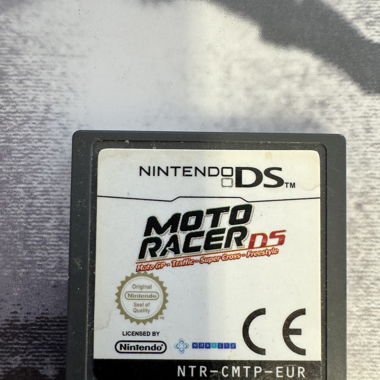 NINTENDO DS™
MOTO
RACER DS
Moto GP - Traffic - Super Cross - Freestyle
Original
Nintendo
Seal of
Quality
LICENSED BY
Nintendo
CE
NTR-CMTP-EUR